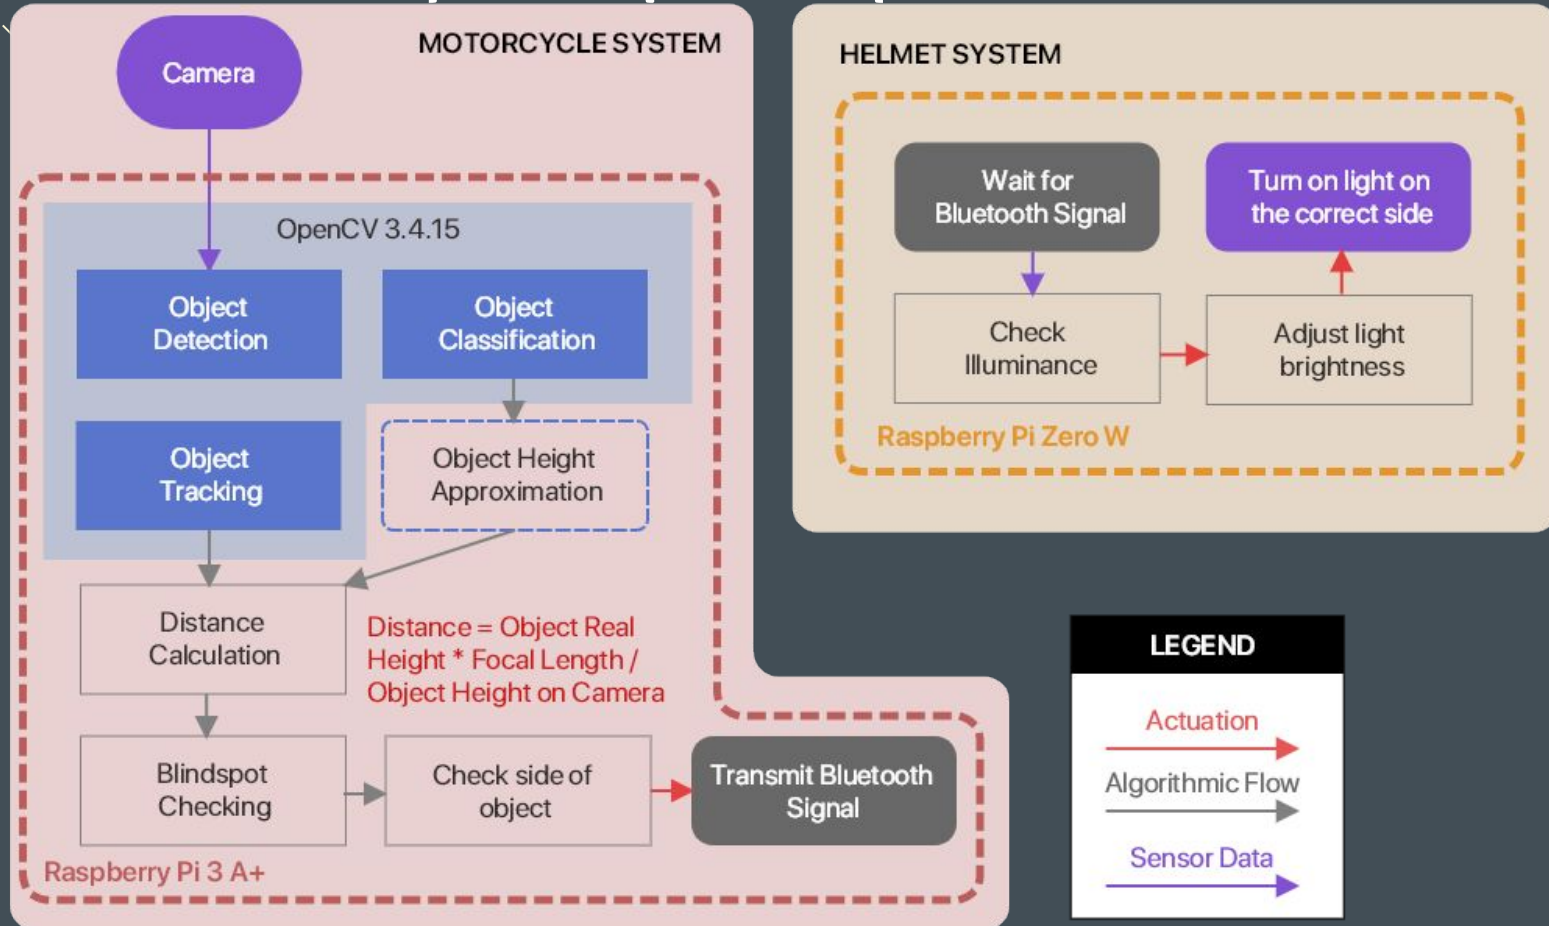 MOTORCYCLE SYSTEM
Camera
OpenCV 3.4.15
Object
Detection
Object
Classification
Object
Tracking
Object Height
Approximation
Distance
Calculation
Distance = Object Real
Height * Focal Length /
Object Height on Camera
Blindspot
Checking
Check side of
object
Transmit Bluetooth
Signal
Raspberry Pi 3 A+
HELMET SYSTEM
Wait for
Bluetooth Signal
Turn on light on
the correct side
Check
Illuminance
Adjust light
brightness
Raspberry Pi Zero W
LEGEND
Actuation
Algorithmic Flow
Sensor Data